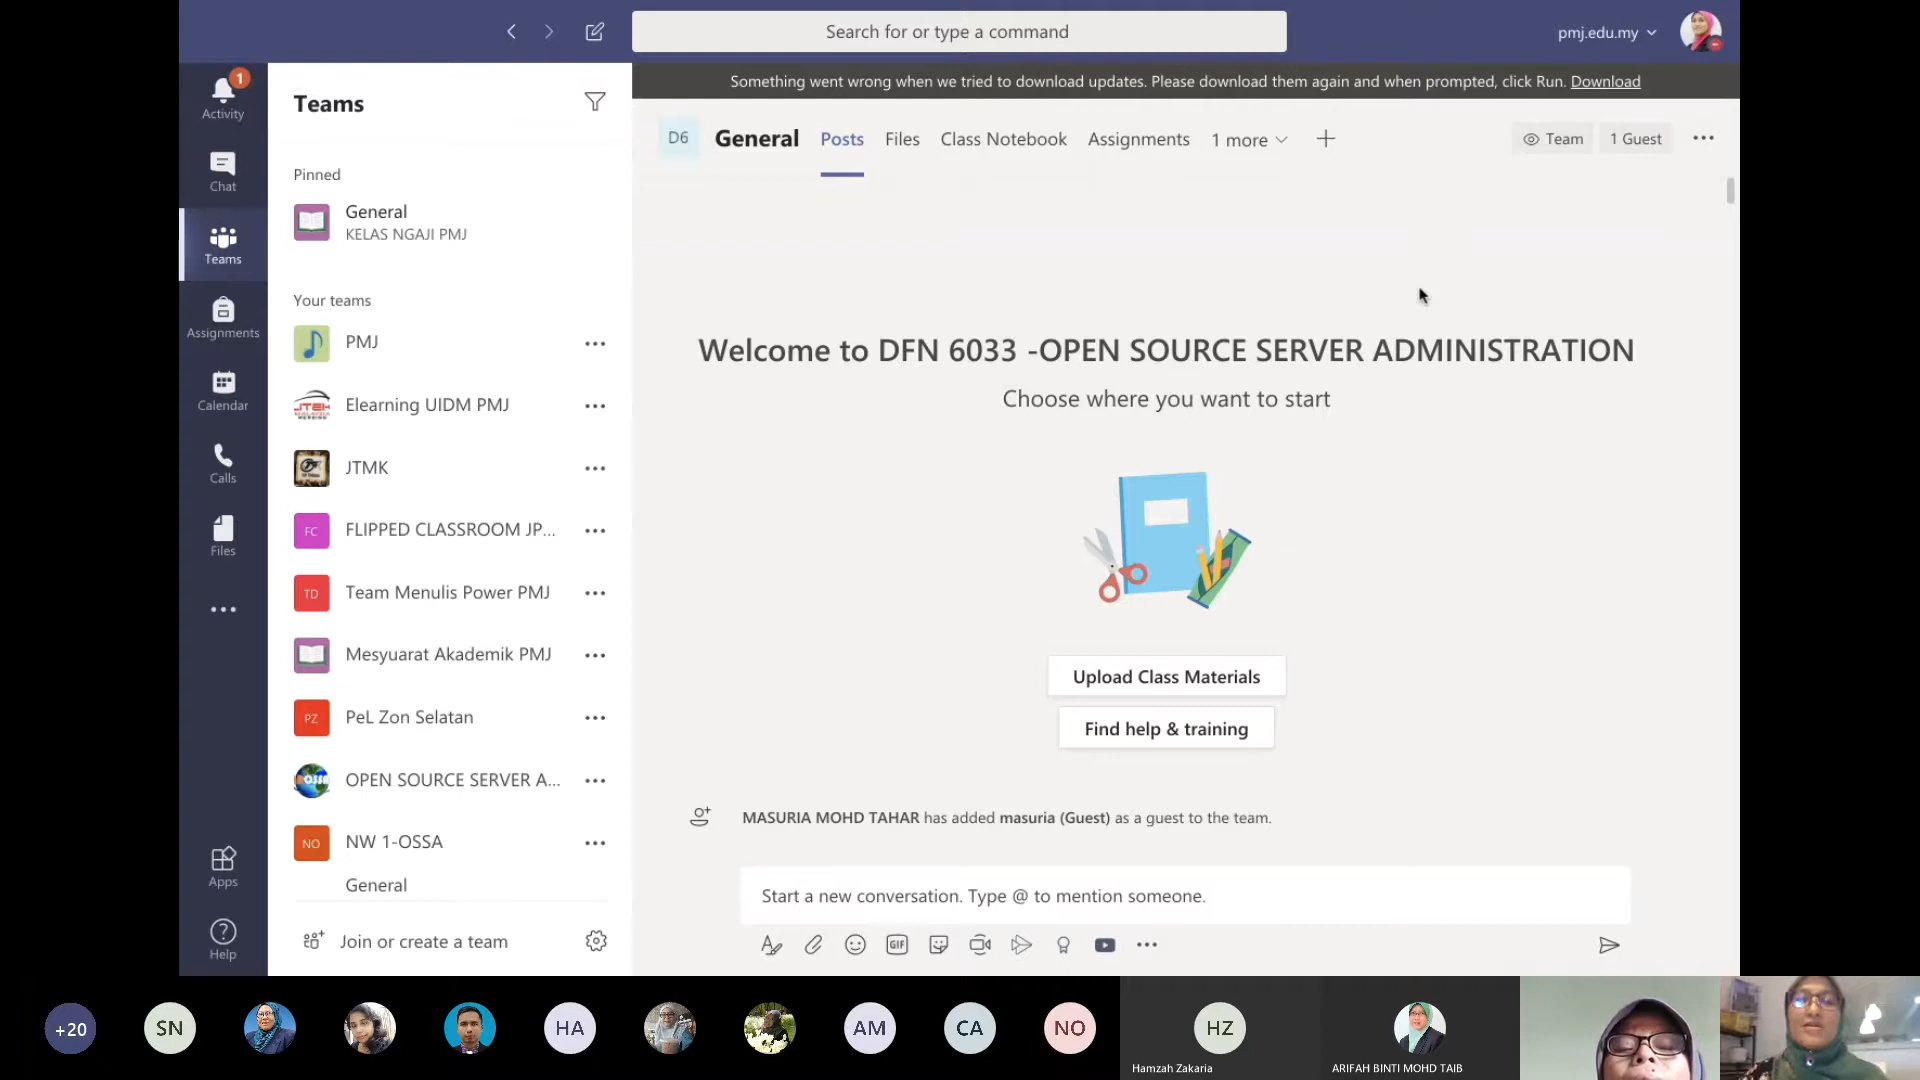 Search for or type a command
pmj.edu.my
Something went wrong when we tried to download updates. Please download them again and when prompted, click Run. Download
1
Activity
Chat
Teams
Assignments
Calendar
Calls
Files
Apps
Help
Teams
Pinned
General
KELAS NGAJI PMJ
Your teams
PMJ
Elearning UIDM PMJ
JTMK
FC FLIPPED CLASSROOM JP...
TD Team Menulis Power PMJ
Mesyuarat Akademik PMJ
PZ PeL Zon Selatan
OPEN SOURCE SERVER A...
NO NW 1-OSSA
General
Join or create a team
D6 General Posts Files Class Notebook Assignments 1 more
Team 1 Guest
Welcome to DFN 6033 -OPEN SOURCE SERVER ADMINISTRATION
Choose where you want to start
Upload Class Materials
Find help & training
MASURIA MOHD TAHAR has added masuria (Guest) as a guest to the team.
Start a new conversation. Type @ to mention someone.
GIF
+20 SN HA AM CA NO HZ
Hamzah Zakaria
ARIFAH BINTI MOHD TAIB